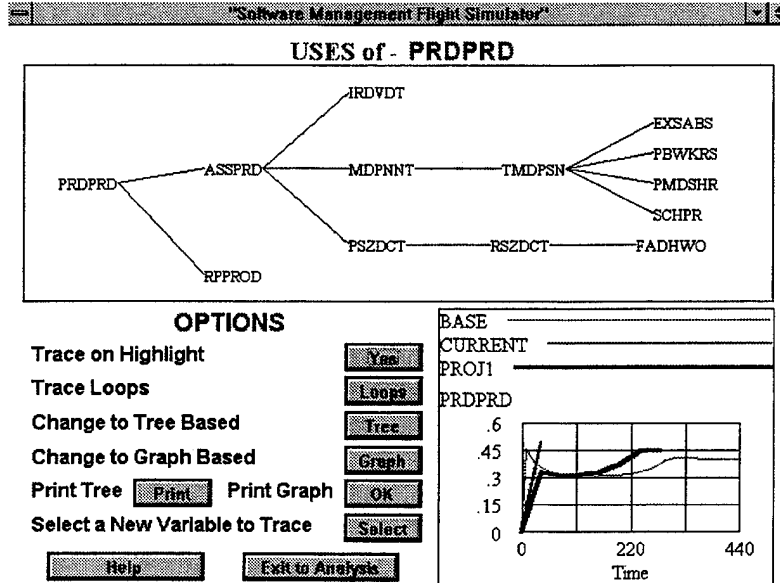 "Software Management Flight Simulator"
USES of - PRDPRD
IRDVDT
EXSABS
ASSPRD MDPNNT TMDPSN PBWKRS
PRDPRD PMDSHR
SCHPR
PSZDCT RSZDCT FADHWO
RPPROD
OPTIONS
Trace on Highlight Yes
Trace Loops Loops
Change to Tree Based Tree
Change to Graph Based Graph
Print Tree Print Print Graph OK
Select a New Variable to Trace Select
Help Exit to Analysis
BASE
CURRENT
PROJ1
PRDPRD
.6
.45
.3
.15
0
0 220 440
Time